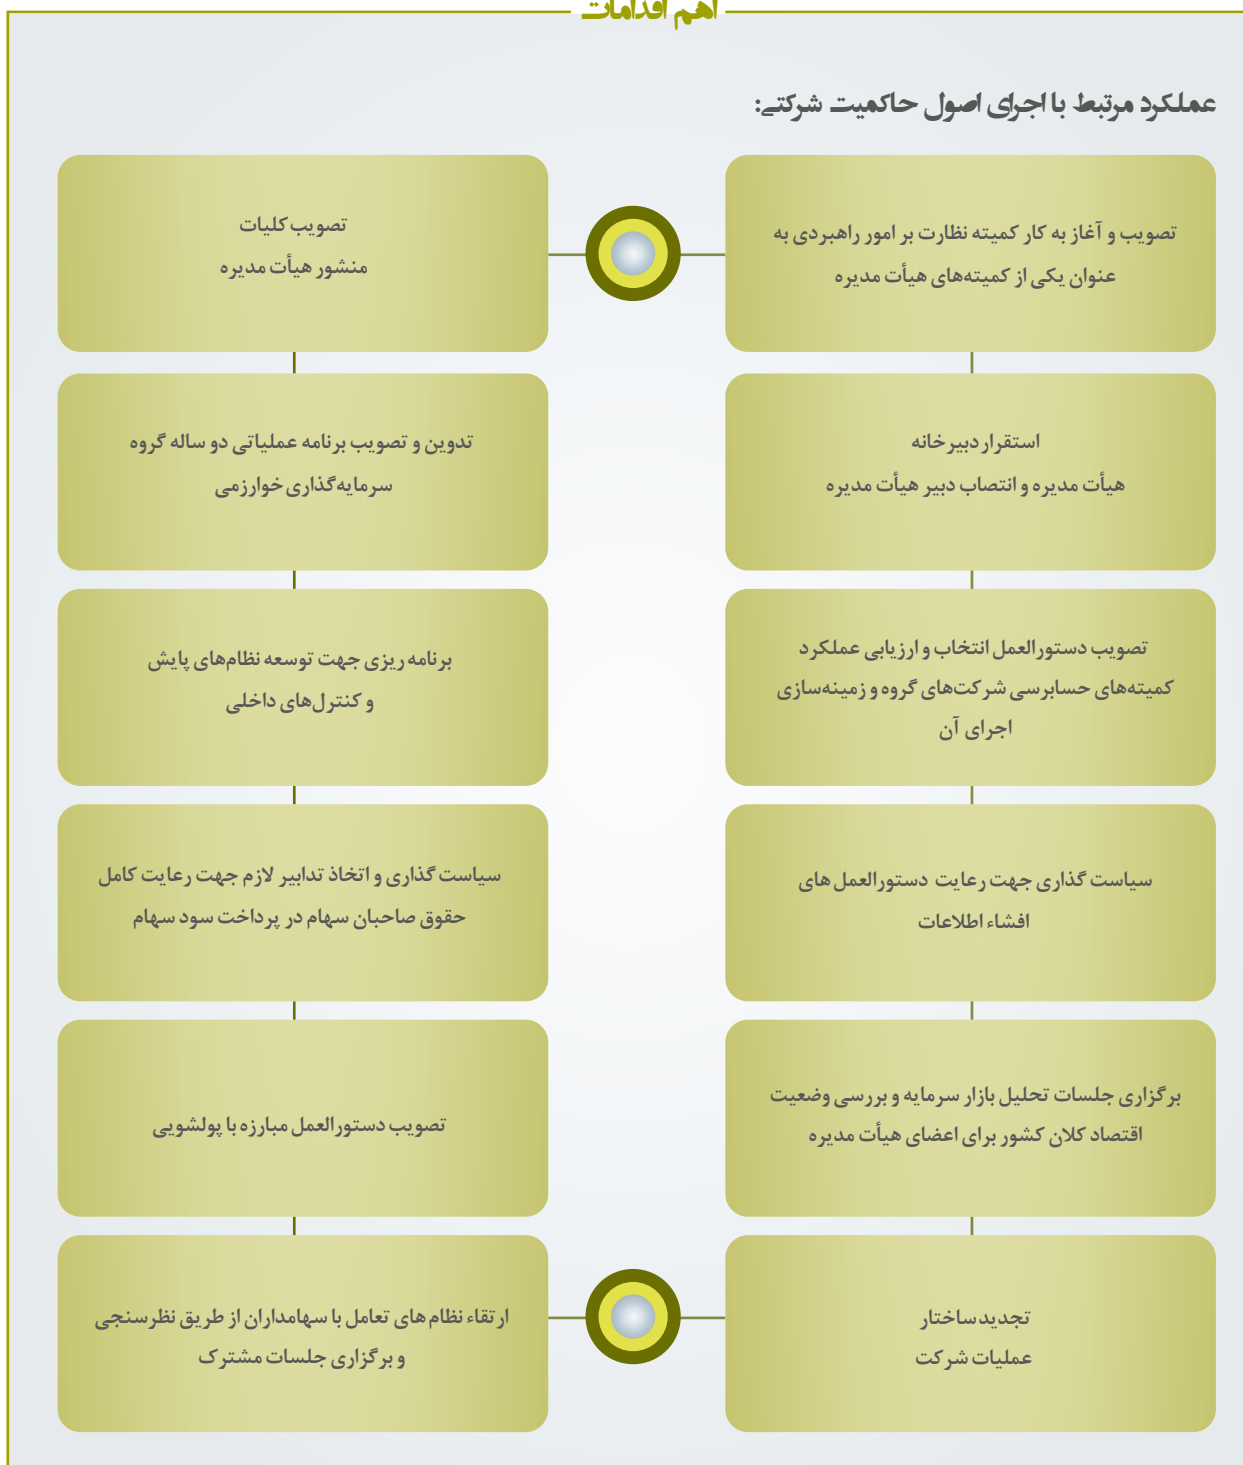 اهم اقدامات
عملکرد مرتبط با اجرای اصول حاکمیت شرکتی:
تصویب و آغاز به کار کمیته نظارت بر امور راهبردی به
عنوان یکی از کمیته‌های هیأت مدیره
تصویب کلیات
منشور هیأت مدیره
استقرار دبیرخانه
هیأت مدیره و انتصاب دبیر هیأت مدیره
تدوین و تصویب برنامه عملیاتی دو ساله گروه
سرمایه‌گذاری خوارزمی
تصویب دستورالعمل انتخاب و ارزیابی عملکرد
کمیته‌های حسابرسی شرکت‌های گروه و زمینه‌سازی
اجرای آن
برنامه ریزی جهت توسعه نظام‌های پایش
و کنترل‌های داخلی
سیاست گذاری جهت رعایت دستورالعمل های
افشاء اطلاعات
سیاست گذاری و اتخاذ تدابیر لازم جهت رعایت کامل
حقوق صاحبان سهام در پرداخت سود سهام
برگزاری جلسات تحلیل بازار سرمایه و بررسی وضعیت
اقتصاد کلان کشور برای اعضای هیأت مدیره
تصویب دستورالعمل مبارزه با پولشویی
تجدیدساختار
عملیات شرکت
ارتقاء نظام های تعامل با سهامداران از طریق نظرسنجی
و برگزاری جلسات مشترک